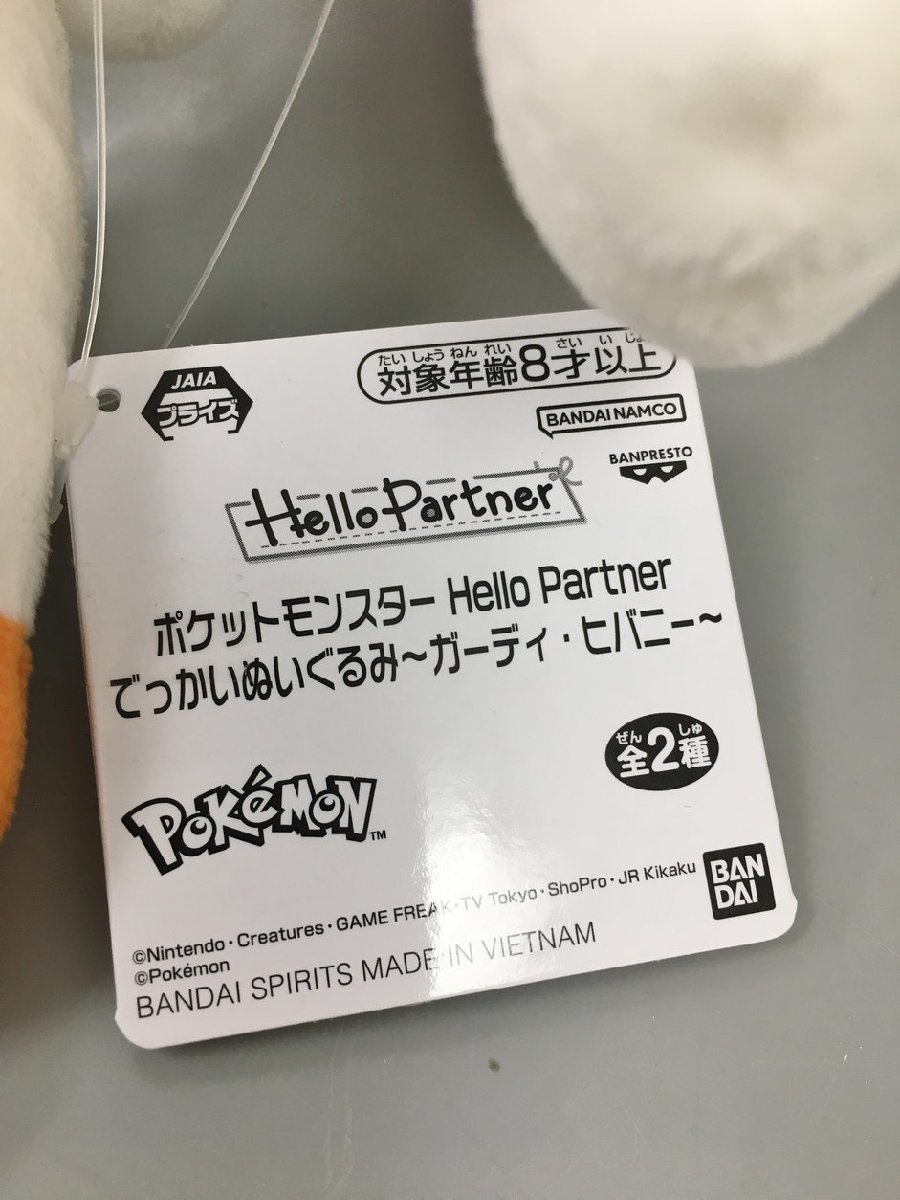 JAIA
プライズ
たいしょうねんれい さいいじょ
対象年齢8才以上
BANDAI NAMCO
BANPRESTO
Hello Partner
ポケットモンスター Hello Partner
でっかいぬいぐるみ〜ガーディ・ヒバニー〜
ぜん しゅ
全2種
POKéMON™
BAN
DAI
©Nintendo・Creatures・GAME FREAK・TV Tokyo・ShoPro・JR Kikaku
©Pokémon
BANDAI SPIRITS MADE IN VIETNAM